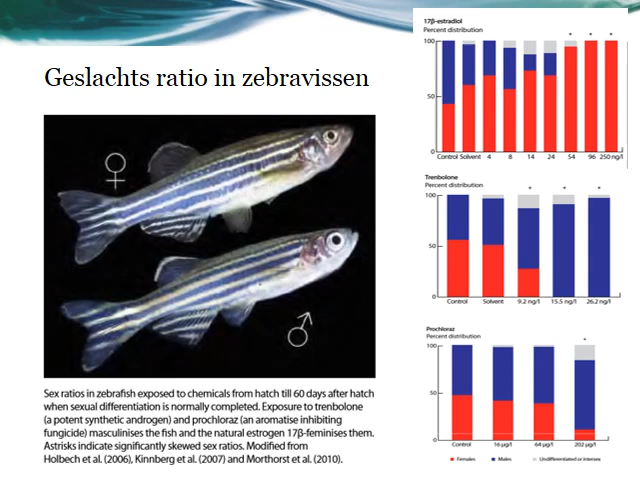 Geslachts ratio in zebravissen
♀
♂
Sex ratios in zebrafish exposed to chemicals from hatch till 60 days after hatch
when sexual differentiation is normally completed. Exposure to trenbolone
(a potent synthetic androgen) and prochloraz (an aromatise inhibiting
fungicide) masculinises the fish and the natural estrogen 17β-feminises them.
Astrisks indicate significantly skewed sex ratios. Modified from
Holbech et al. (2006), Kinnberg et al. (2007) and Morthorst et al. (2010).
17β-estradiol
Percent distribution
* * *
100
50
0
Control Solvent 4 8 14 24 54 96 250 ng/l
Trenbolone
Percent distribution
* * *
100
50
0
Control Solvent 9.2 ng/l 15.5 ng/l 26.2 ng/l
Prochloraz
Percent distribution
*
100
50
0
Control 16 µg/l 64 µg/l 202 µg/l
Females Males Undifferentiated or intersex